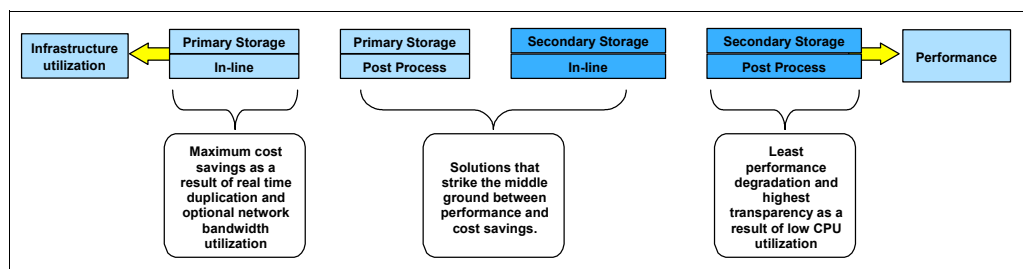 Infrastructure
utilization
Primary Storage
In-line
Primary Storage
Post Process
Secondary Storage
In-line
Secondary Storage
Post Process
Performance
Maximum cost
savings as a
result of real time
duplication and
optional network
bandwidth
utilization
Solutions that
strike the middle
ground between
performance and
cost savings.
Least
performance
degradation and
highest
transparency as a
result of low CPU
utilization